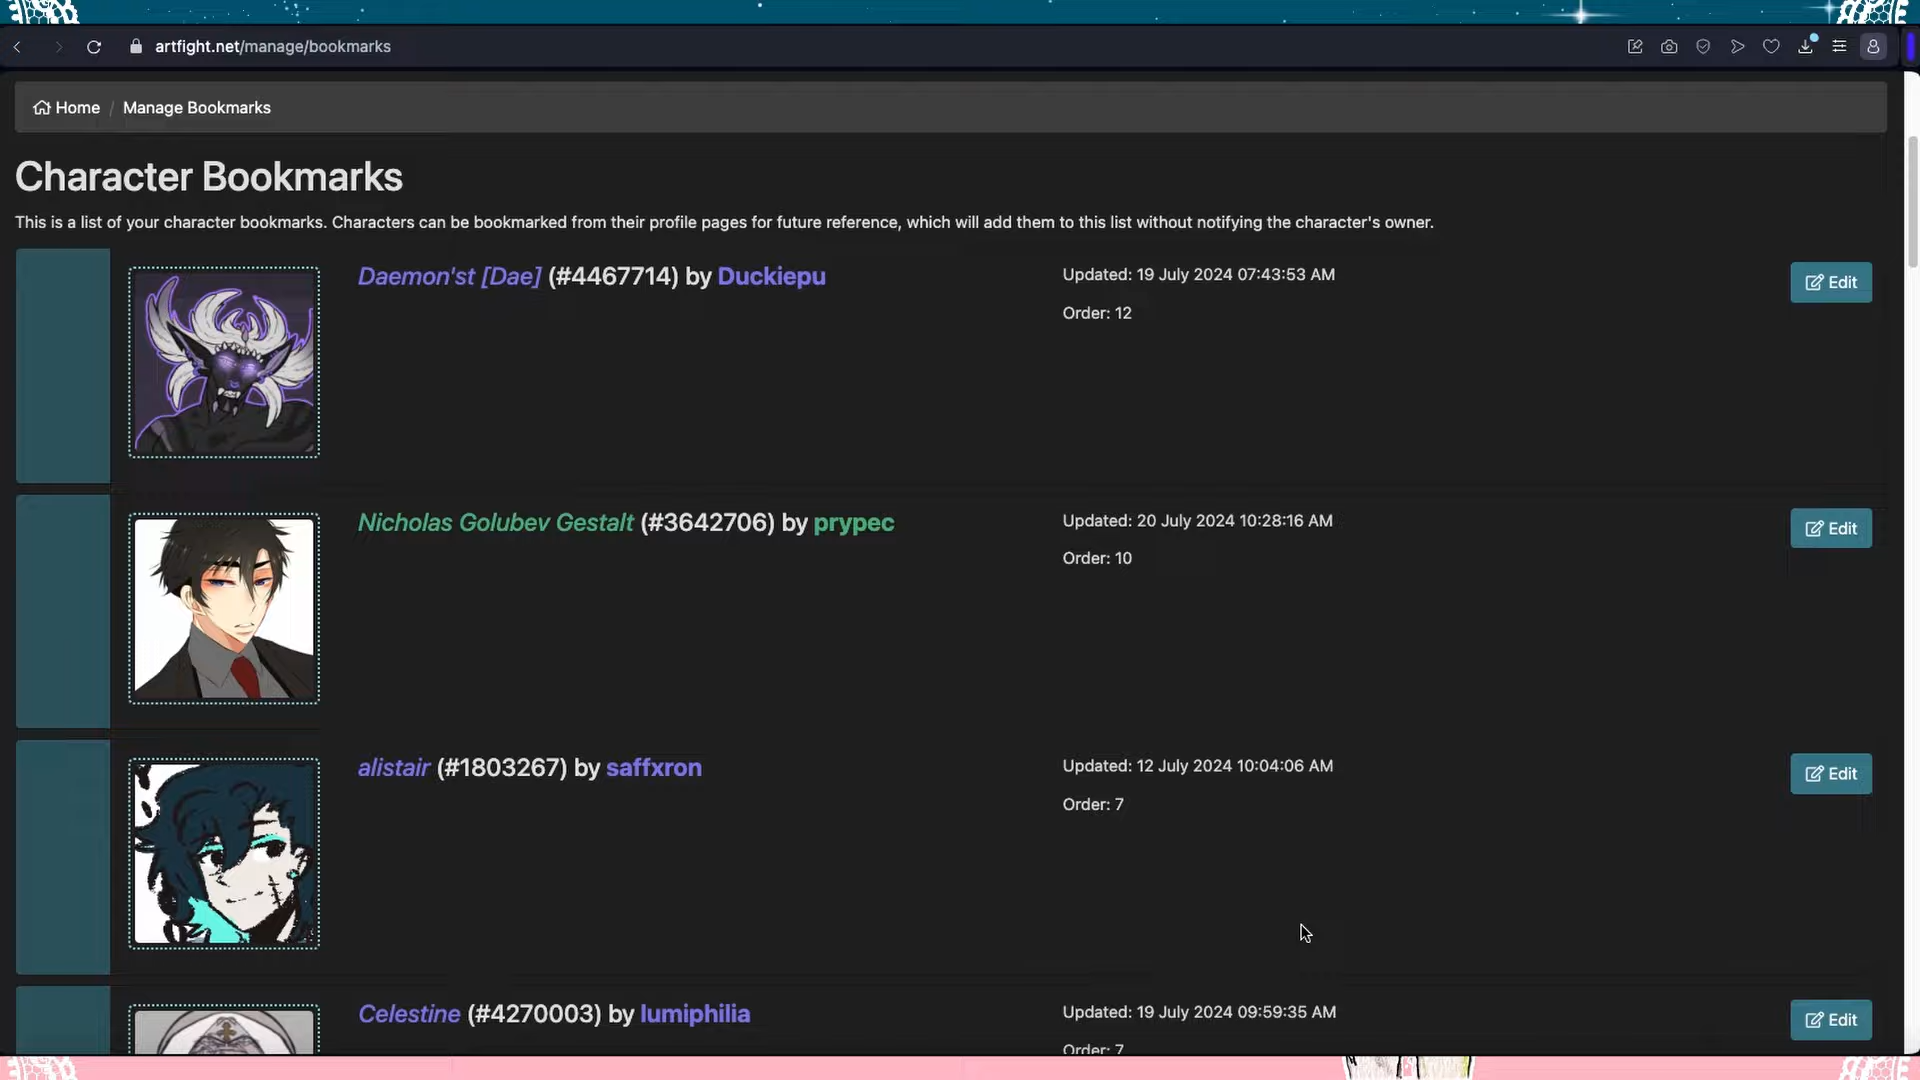 artfight.net/manage/bookmarks
Home / Manage Bookmarks
Character Bookmarks
This is a list of your character bookmarks. Characters can be bookmarked from their profile pages for future reference, which will add them to this list without notifying the character's owner.
Daemon'st [Dae] (#4467714) by Duckiepu
Updated: 19 July 2024 07:43:53 AM
Edit
Order: 12
Nicholas Golubev Gestalt (#3642706) by prypec
Updated: 20 July 2024 10:28:16 AM
Edit
Order: 10
alistair (#1803267) by saffxron
Updated: 12 July 2024 10:04:06 AM
Edit
Order: 7
Celestine (#4270003) by lumiphilia
Updated: 19 July 2024 09:59:35 AM
Edit
Order: 7